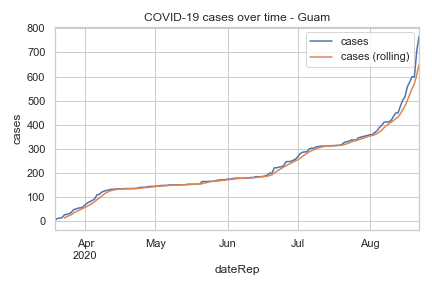 COVID-19 cases over time - Guam
cases
cases (rolling)
cases
800
700
600
500
400
300
200
100
0
Apr
2020
May
Jun
Jul
Aug
dateRep